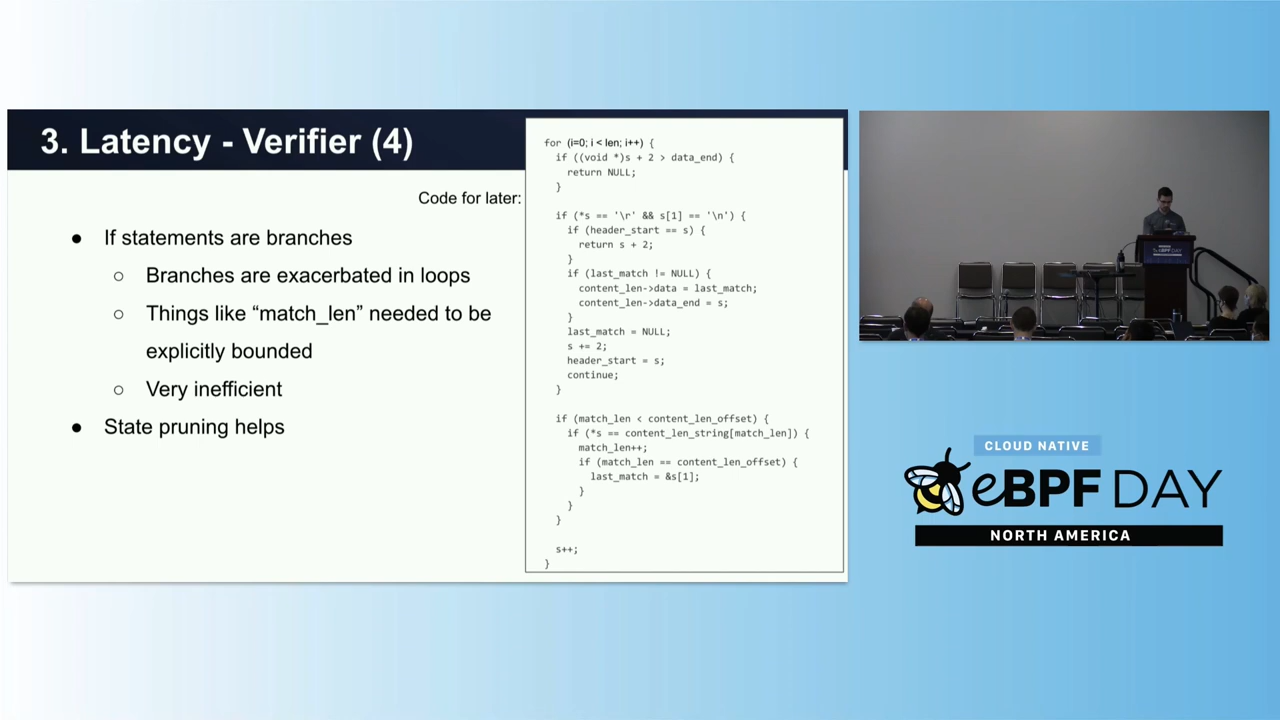 3. Latency - Verifier (4)
Code for later:
● If statements are branches
○ Branches are exacerbated in loops
○ Things like “match_len” needed to be
explicitly bounded
○ Very inefficient
● State pruning helps
for (i=0; i < len; i++) {
  if ((void *)s + 2 > data_end) {
    return NULL;
  }
  if (*s == '\r' && s[1] == '\n') {
    if (header_start == s) {
      return s + 2;
    }
    if (last_match != NULL) {
      content_len->data = last_match;
      content_len->data_end = s;
    }
    last_match = NULL;
    s += 2;
    header_start = s;
    continue;
  }
  if (match_len < content_len_offset) {
    if (*s == content_len_string[match_len]) {
      match_len++;
      if (match_len == content_len_offset) {
        last_match = &s[1];
      }
    }
  }
  s++;
}
eBPF DAY
CLOUD NATIVE
eBPF DAY
NORTH AMERICA